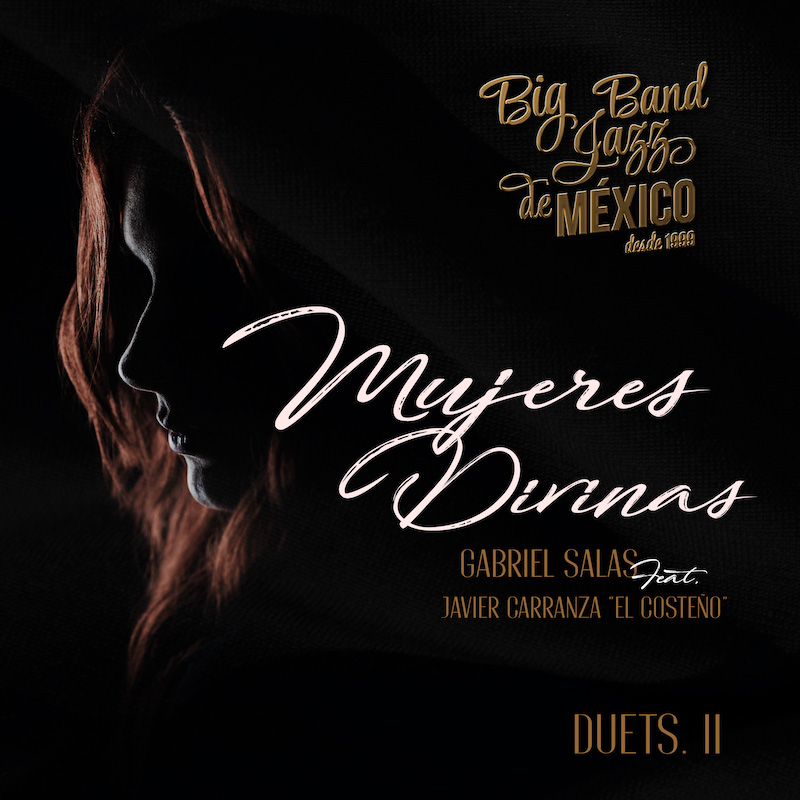 Big Band
Jazz
de MÉXICO
desde 1999
Mujeres
Divinas
GABRIEL SALAS Feat.
JAVIER CARRANZA "EL COSTEÑO"
DUETS. II